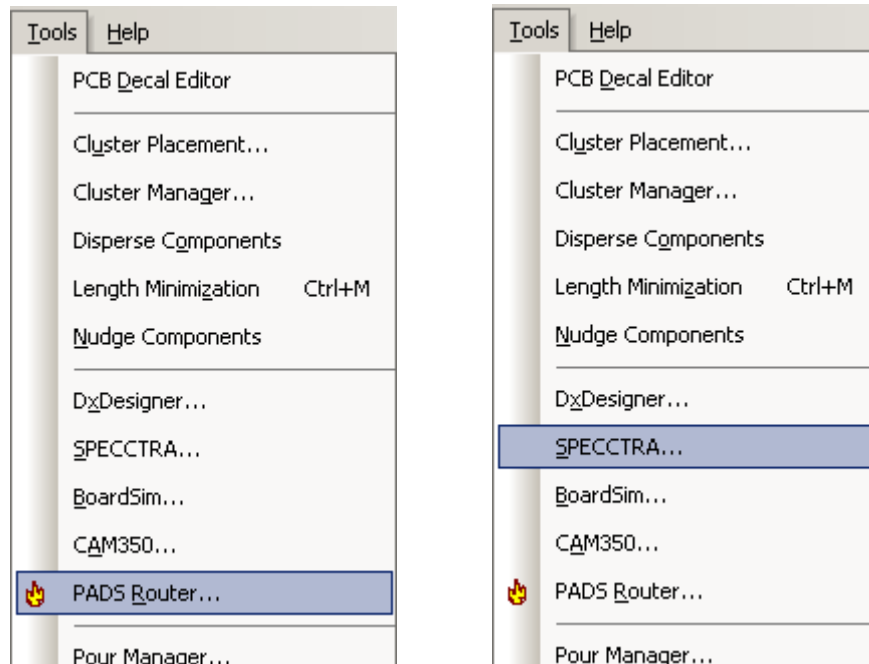 Tools Help
PCB Decal Editor
Cluster Placement...
Cluster Manager...
Disperse Components
Length Minimization Ctrl+M
Nudge Components
DxDesigner...
SPECCTRA...
BoardSim...
CAM350...
PADS Router...
Pour Manager...
Tools Help
PCB Decal Editor
Cluster Placement...
Cluster Manager...
Disperse Components
Length Minimization Ctrl+M
Nudge Components
DxDesigner...
SPECCTRA...
BoardSim...
CAM350...
PADS Router...
Pour Manager...